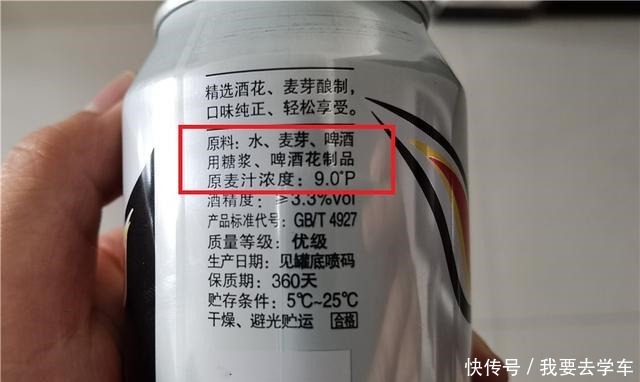 精选酒花、麦芽酿制,
口味纯正、轻松享受。
原料:水、麦芽、啤酒
用糖浆、啤酒花制品
原麦汁浓度:9.0°P
酒精度:≥3.3%vol
产品标准代号:GB/T 4927
质量等级:优级
生产日期:见罐底喷码
保质期:360天
贮存条件:5℃~25℃
干燥、避光贮运 合格
快传号/我要去学车